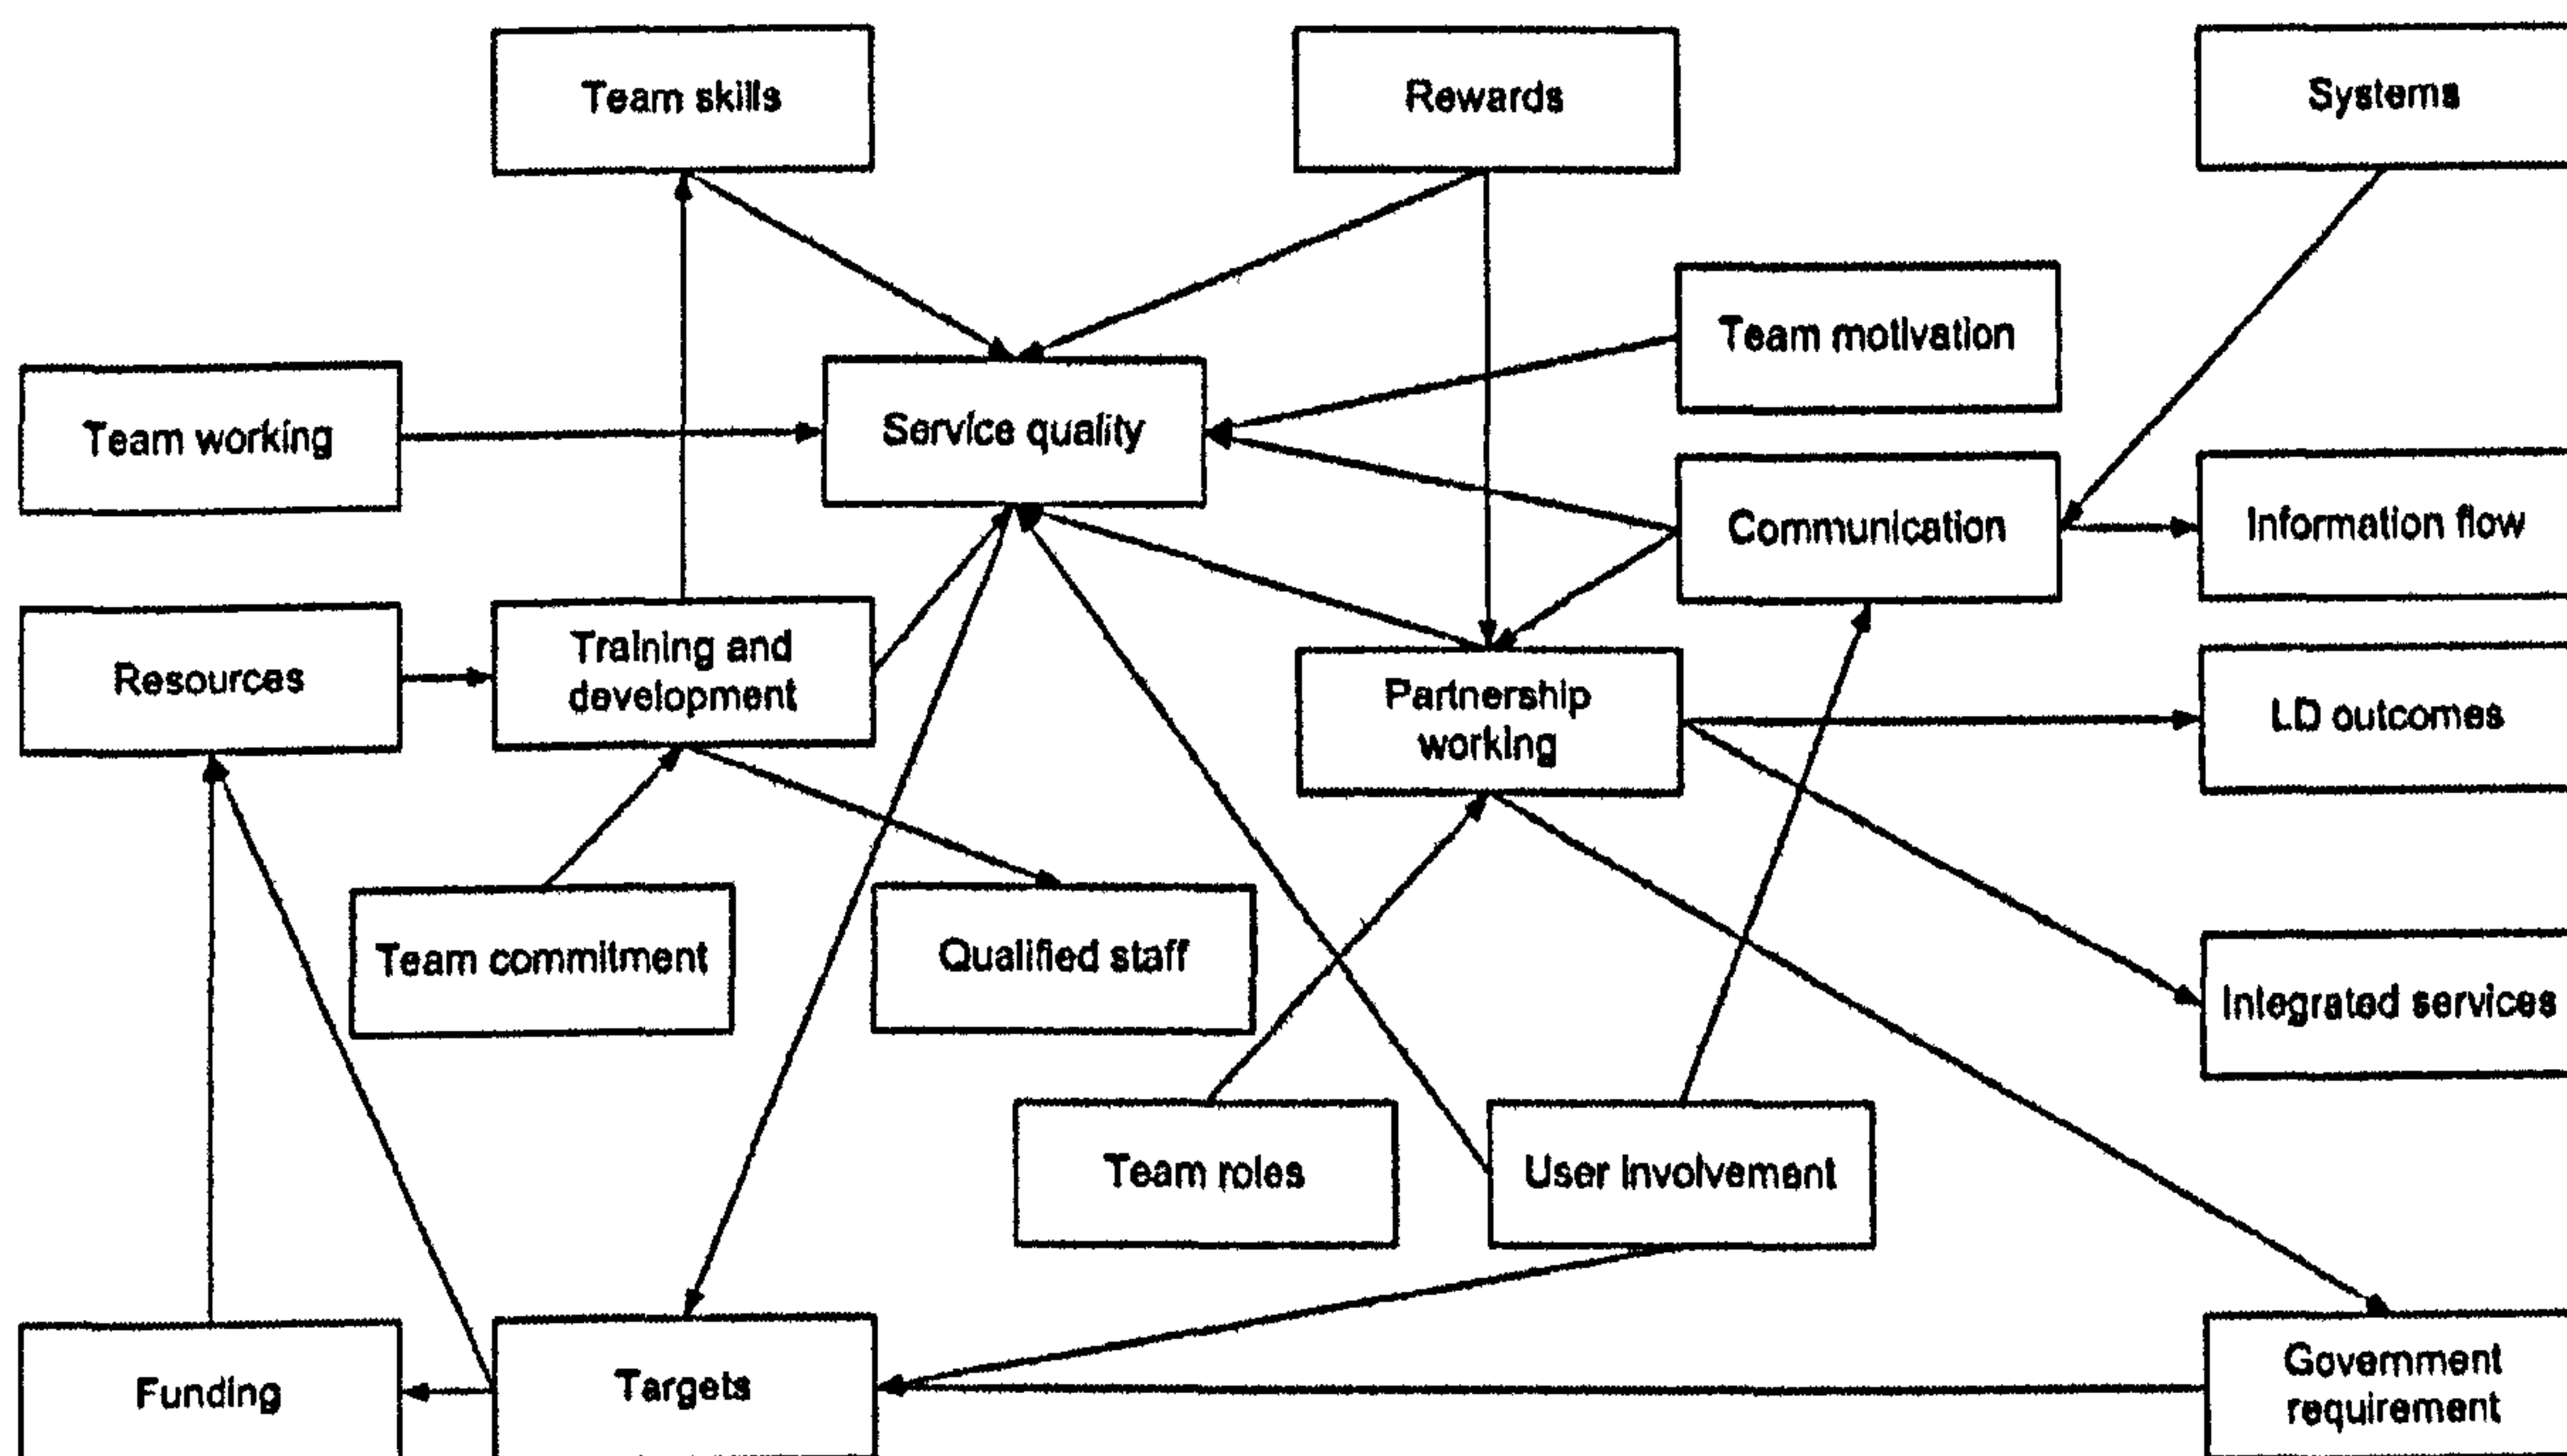 Team skills
Rewards
Systems
Team motivation
Team working
Service quality
Communication
Information flow
Resources
Training and
development
Partnership
working
LD outcomes
Team commitment
Qualified staff
Integrated services
Team roles
User Involvement
Funding
Targets
Government
requirement